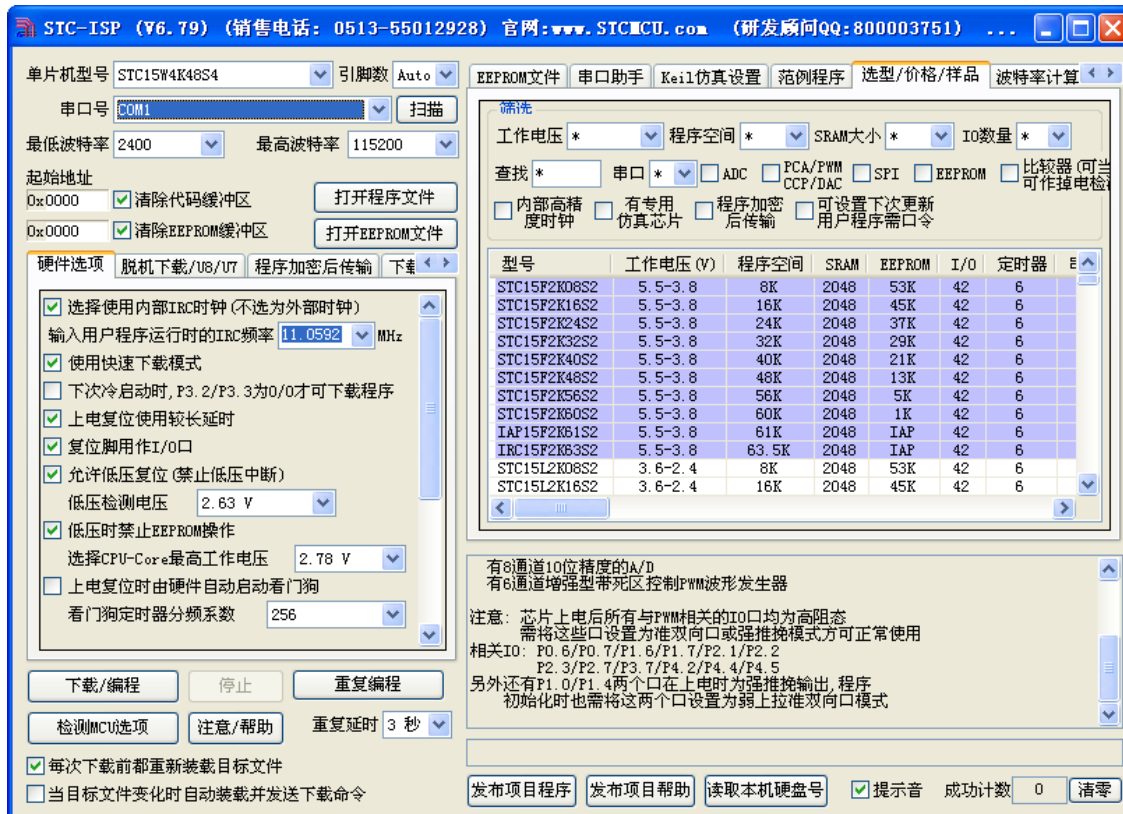 STC-ISP (V6.79) (销售电话: 0513-55012928) 官网:www.STCMCU.com (研发顾问QQ:800003751) ...
单片机型号 STC15W4K48S4 引脚数 Auto
串口号 COM1 扫描
最低波特率 2400 最高波特率 115200
起始地址
0x0000 清除代码缓冲区 打开程序文件
0x0000 清除EEPROM缓冲区 打开EEPROM文件
硬件选项 脱机下载/U8/U7 程序加密后传输 下载
选择使用内部IRC时钟(不选为外部时钟)
输入用户程序运行时的IRC频率 11.0592 MHz
使用快速下载模式
下次冷启动时,P3.2/P3.3为0/0才可下载程序
上电复位使用较长延时
复位脚用作I/O口
允许低压复位(禁止低压中断)
低压检测电压 2.63 V
低压时禁止EEPROM操作
选择CPU-Core最高工作电压 2.78 V
上电复位时由硬件自动启动看门狗
看门狗定时器分频系数 256
下载/编程 停止 重复编程
检测MCU选项 注意/帮助 重复延时 3 秒
每次下载前都重新装载目标文件
当目标文件变化时自动装载并发送下载命令
EEPROM文件 串口助手 Keil仿真设置 范例程序 选型/价格/样品 波特率计算
筛选
工作电压 * 程序空间 * SRAM大小 * IO数量 *
查找 * 串口 * ADC PCA/PWM CCP/DAC SPI EEPROM 比较器(可当 可作掉电检
内部高精度时钟 有专用仿真芯片 程序加密后传输 可设置下次更新用户程序需口令
型号 工作电压(V) 程序空间 SRAM EEPROM I/O 定时器
STC15F2K08S2 5.5-3.8 8K 2048 53K 42 6
STC15F2K16S2 5.5-3.8 16K 2048 45K 42 6
STC15F2K24S2 5.5-3.8 24K 2048 37K 42 6
STC15F2K32S2 5.5-3.8 32K 2048 29K 42 6
STC15F2K40S2 5.5-3.8 40K 2048 21K 42 6
STC15F2K48S2 5.5-3.8 48K 2048 13K 42 6
STC15F2K56S2 5.5-3.8 56K 2048 5K 42 6
STC15F2K60S2 5.5-3.8 60K 2048 1K 42 6
IAP15F2K61S2 5.5-3.8 61K 2048 IAP 42 6
IRC15F2K63S2 5.5-3.8 63.5K 2048 IAP 42 6
STC15L2K08S2 3.6-2.4 8K 2048 53K 42 6
STC15L2K16S2 3.6-2.4 16K 2048 45K 42 6
有8通道10位精度的A/D
有6通道增强型带死区控制PWM波形发生器
注意: 芯片上电后所有与PWM相关的IO口均为高阻态
需将这些口设置为准双向口或强推挽模式方可正常使用
相关IO: P0.6/P0.7/P1.6/P1.7/P2.1/P2.2
P2.3/P2.7/P3.7/P4.2/P4.4/P4.5
另外还有P1.0/P1.4两个口在上电时为强推挽输出,程序
初始化时也需将这两个口设置为弱上拉准双向口模式
发布项目程序 发布项目帮助 读取本机硬盘号 提示音 成功计数 0 清零